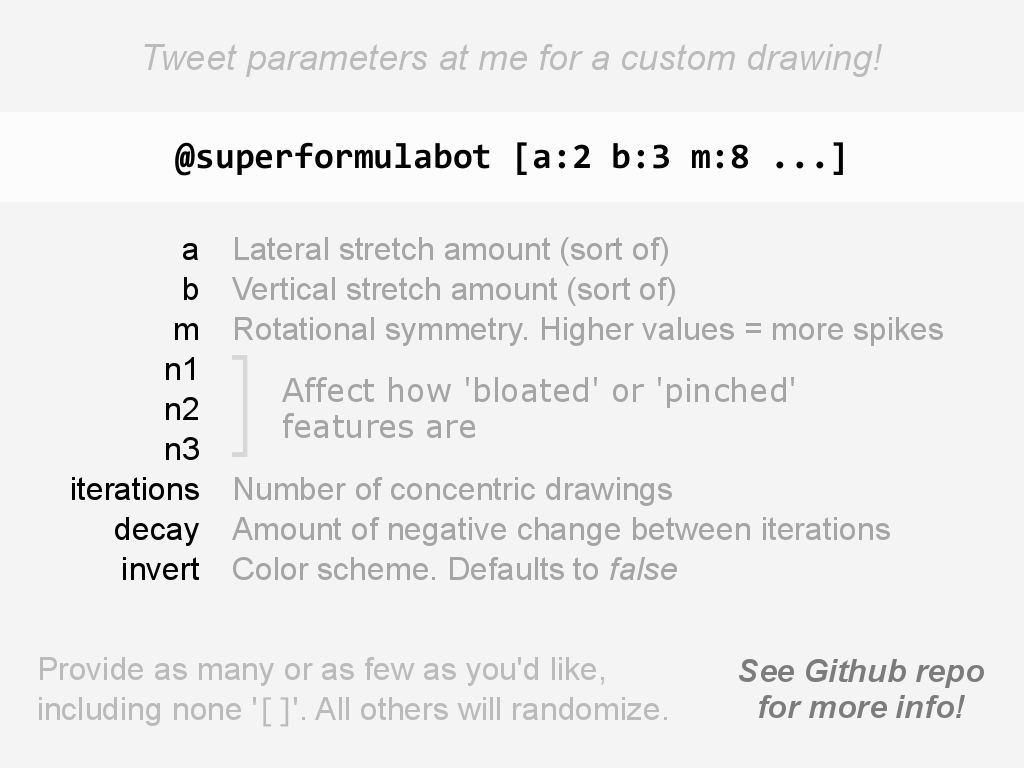 Tweet parameters at me for a custom drawing!
@superformulabot [a:2 b:3 m:8 ...]
a Lateral stretch amount (sort of)
b Vertical stretch amount (sort of)
m Rotational symmetry. Higher values = more spikes
n1
n2
n3
Affect how 'bloated' or 'pinched'
features are
iterations Number of concentric drawings
decay Amount of negative change between iterations
invert Color scheme. Defaults to false
Provide as many or as few as you'd like,
including none '[ ]'. All others will randomize.
See Github repo
for more info!